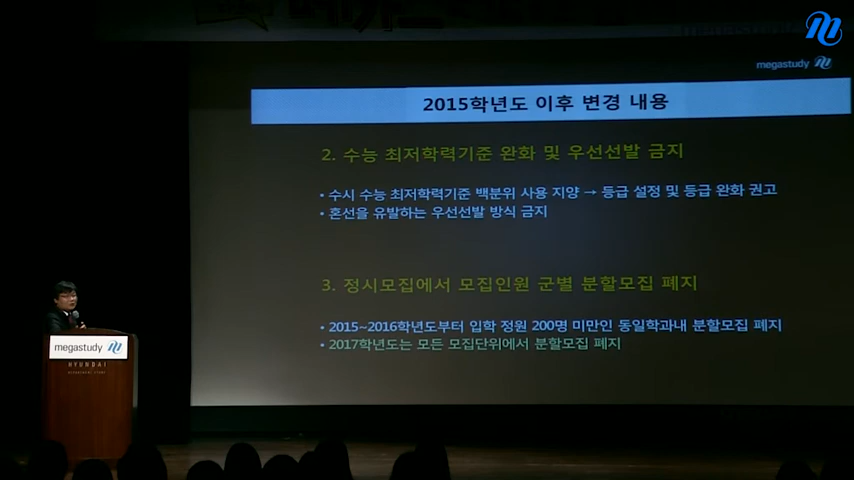 megastudy
2015학년도 이후 변경 내용
2. 수능 최저학력기준 완화 및 우선선발 금지
• 수시 수능 최저학력기준 백분위 사용 지양 → 등급 설정 및 등급 완화 권고
• 혼선을 유발하는 우선선발 방식 금지
3. 정시모집에서 모집인원 군별 분할모집 폐지
• 2015~2016학년도부터 입학 정원 200명 미만인 동일학과내 분할모집 폐지
• 2017학년도는 모든 모집단위에서 분할모집 폐지
megastudy
HYUNDAI